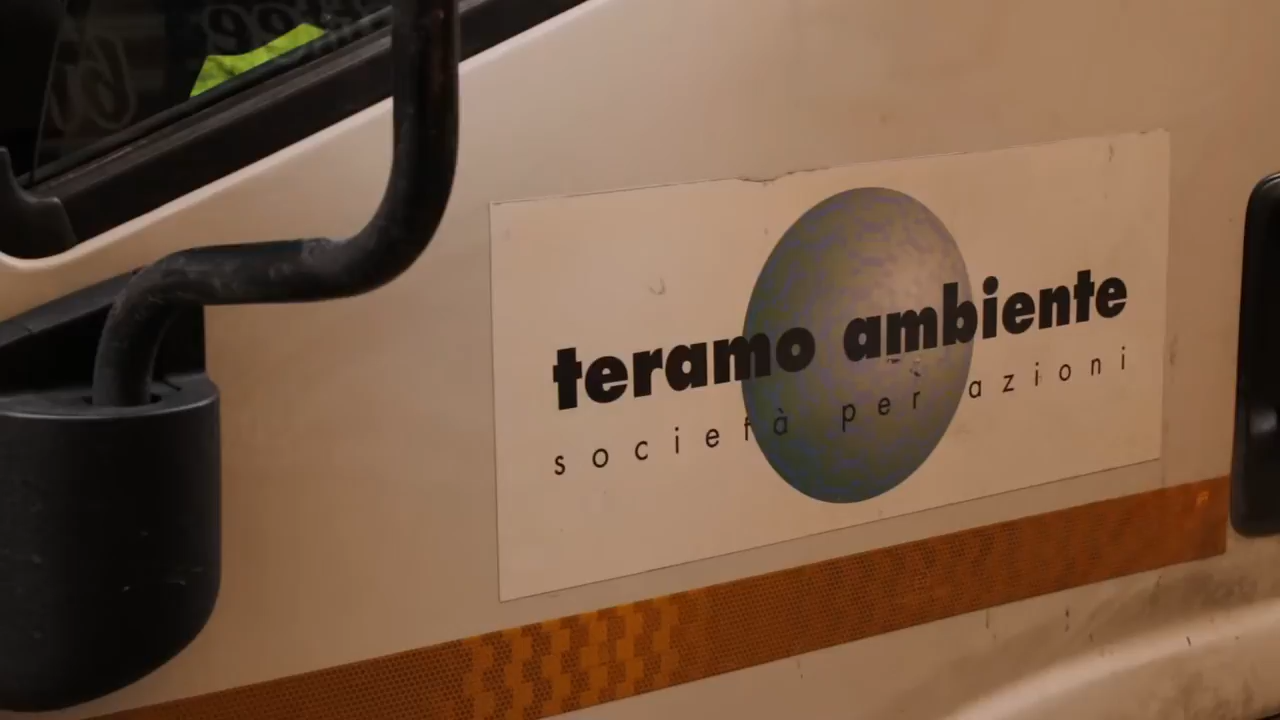 teramo ambiente
società per azioni